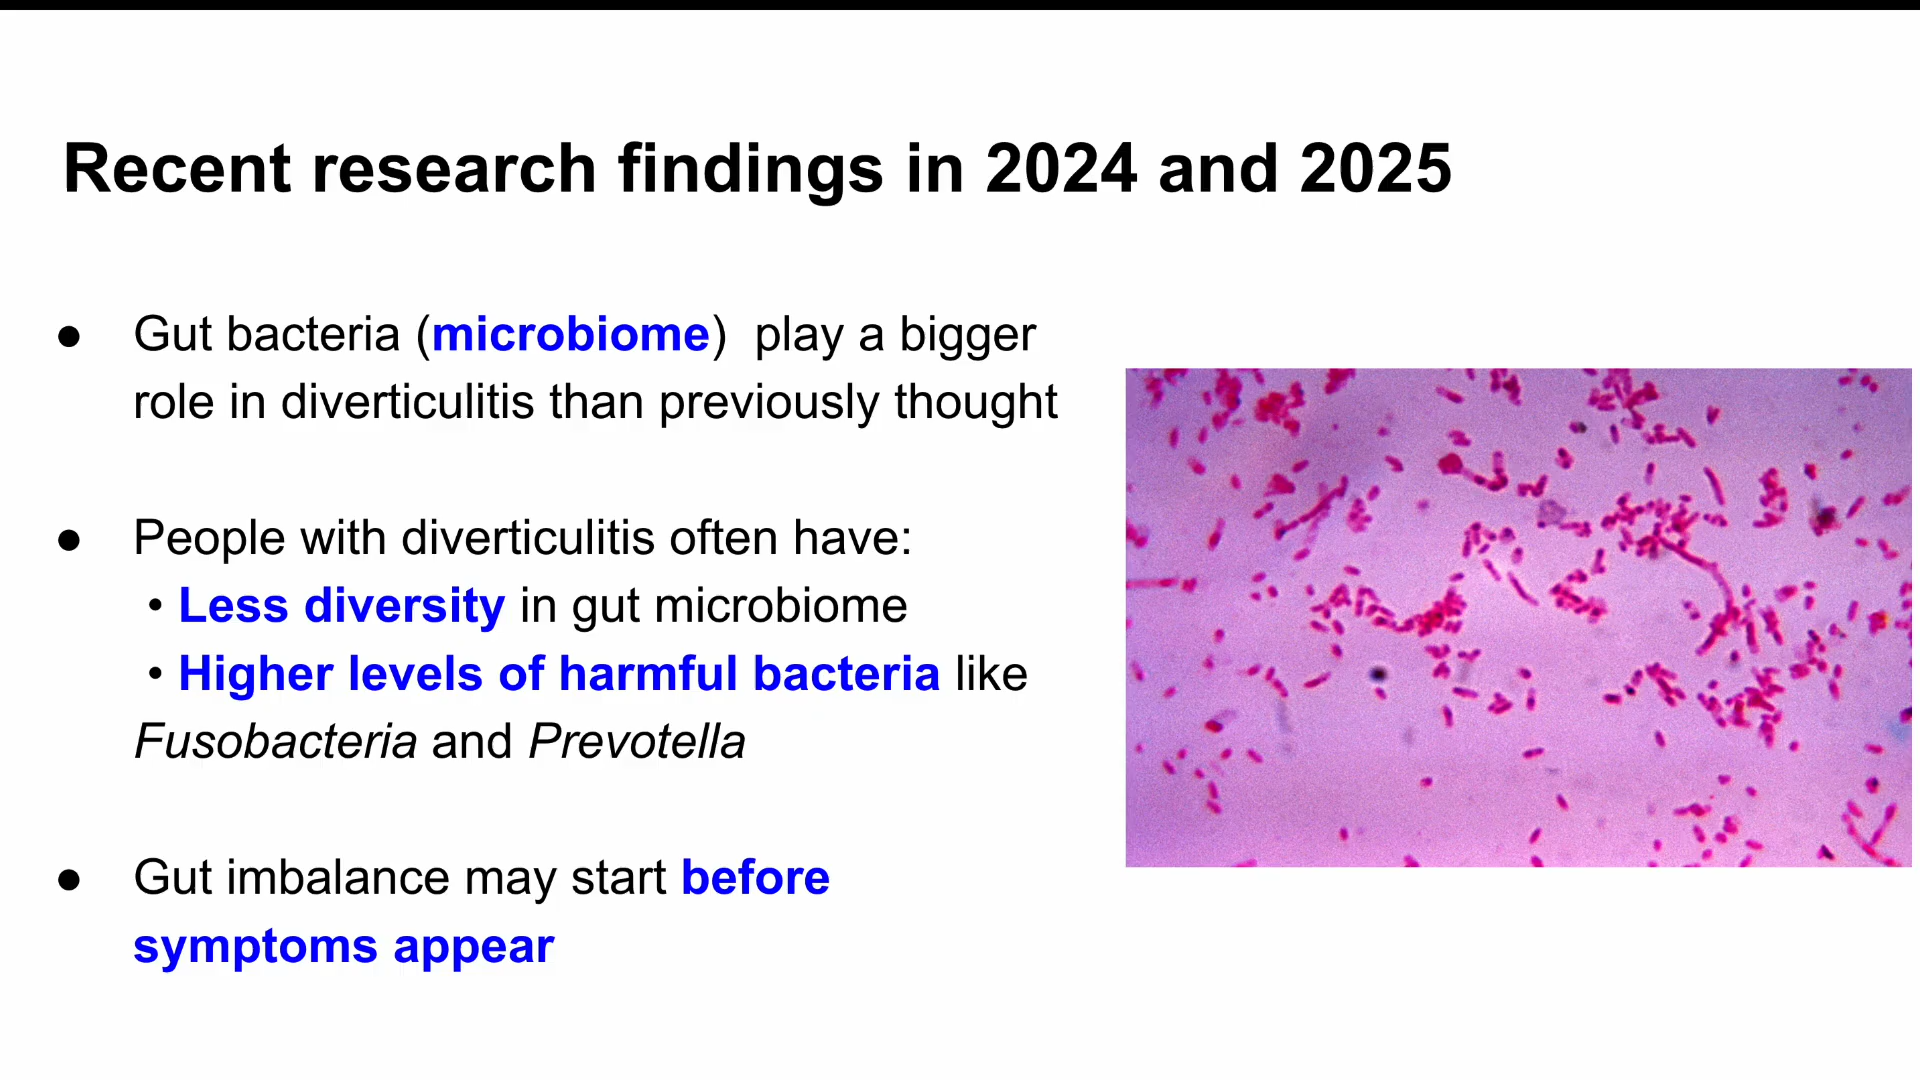 Recent research findings in 2024 and 2025
● Gut bacteria (microbiome)  play a bigger
role in diverticulitis than previously thought
● People with diverticulitis often have:
• Less diversity in gut microbiome
• Higher levels of harmful bacteria like
Fusobacteria and Prevotella
● Gut imbalance may start before
symptoms appear